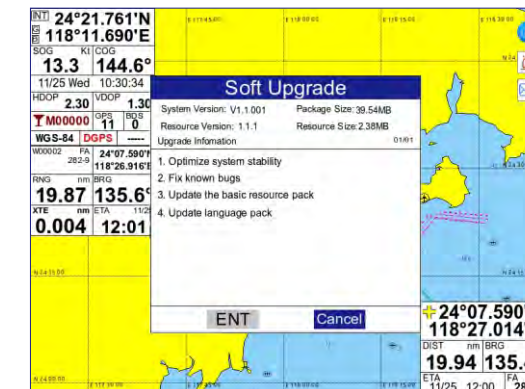 INT 24°21.761'N
118°11.690'E
SOG Kt COG
13.3 144.6°
11/25 Wed 10:30:34
HDOP 2.30 VDOP 1.30
M00000 GPS 11 BDS 0
WGS-84 DGPS -----
W00002 FA 24°07.590'
282-9 118°26.916'E
RNG nm BRG
19.87 135.6°
XTE nm ETA
0.004 12:01
Soft Upgrade
System Version: V1.1.001 Package Size: 39.54MB
Resource Version: 1.1.1 Resource Size: 2.38MB
Upgrade Infomation 01/01
1. Optimize system stability
2. Fix known bugs
3. Update the basic resource pack
4. Update language pack
ENT Cancel
24°07.590'
118°27.014'
DIST nm BRG
19.94 135.
ETA FA
11/25 12:00 28